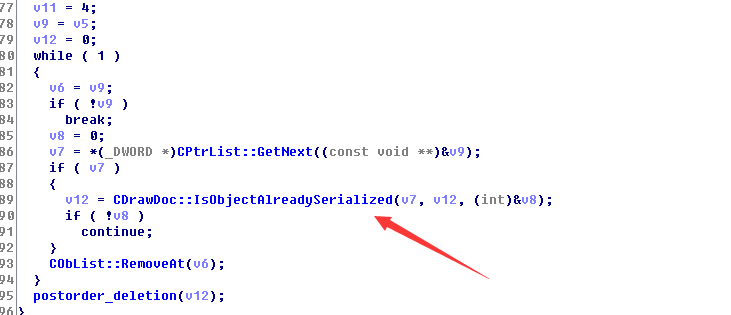 77 v11 = 4;
78 v9 = v5;
79 v12 = 0;
80 while ( 1 )
81 {
82 v6 = v9;
83 if ( !v9 )
84 break;
85 v8 = 0;
86 v7 = *(_DWORD *)CPtrList::GetNext((const void **)&v9);
87 if ( v7 )
88 {
89 v12 = CDrawDoc::IsObjectAlreadySerialized(v7, v12, (int)&v8);
90 if ( !v8 )
91 continue;
92 }
93 CObList::RemoveAt(v6);
94 }
95 postorder_deletion(v12);
96 }